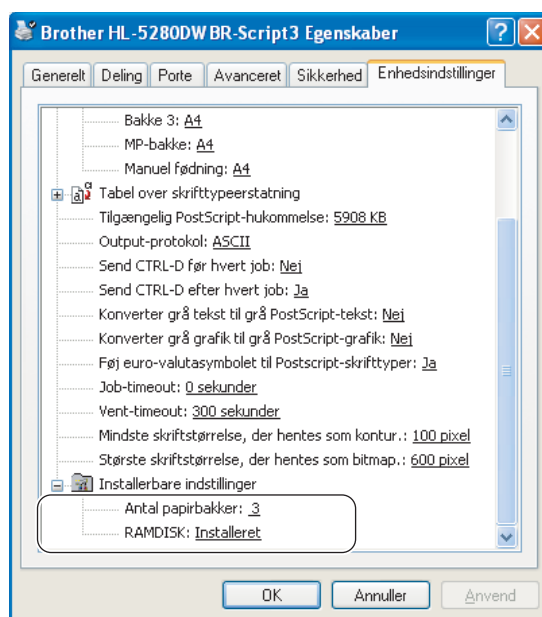 Brother HL-5280DW BR-Script3 Egenskaber
Generelt Deling Porte Avanceret Sikkerhed Enhedsindstillinger
Bakke 3: A4
MP-bakke: A4
Manuel fødning: A4
Tabel over skrifttypeerstatning
Tilgængelig PostScript-hukommelse: 5908 KB
Output-protokol: ASCII
Send CTRL-D før hvert job: Nej
Send CTRL-D efter hvert job: Ja
Konverter grå tekst til grå PostScript-tekst: Nej
Konverter grå grafik til grå PostScript-grafik: Nej
Føj euro-valutasymbolet til Postscript-skrifttyper: Ja
Job-timeout: 0 sekunder
Vent-timeout: 300 sekunder
Mindste skriftstørrelse, der hentes som kontur.: 100 pixel
Største skriftstørrelse, der hentes som bitmap.: 600 pixel
Installerbare indstillinger
Antal papirbakker: 3
RAMDISK: Installeret
OK Annuller Anvend